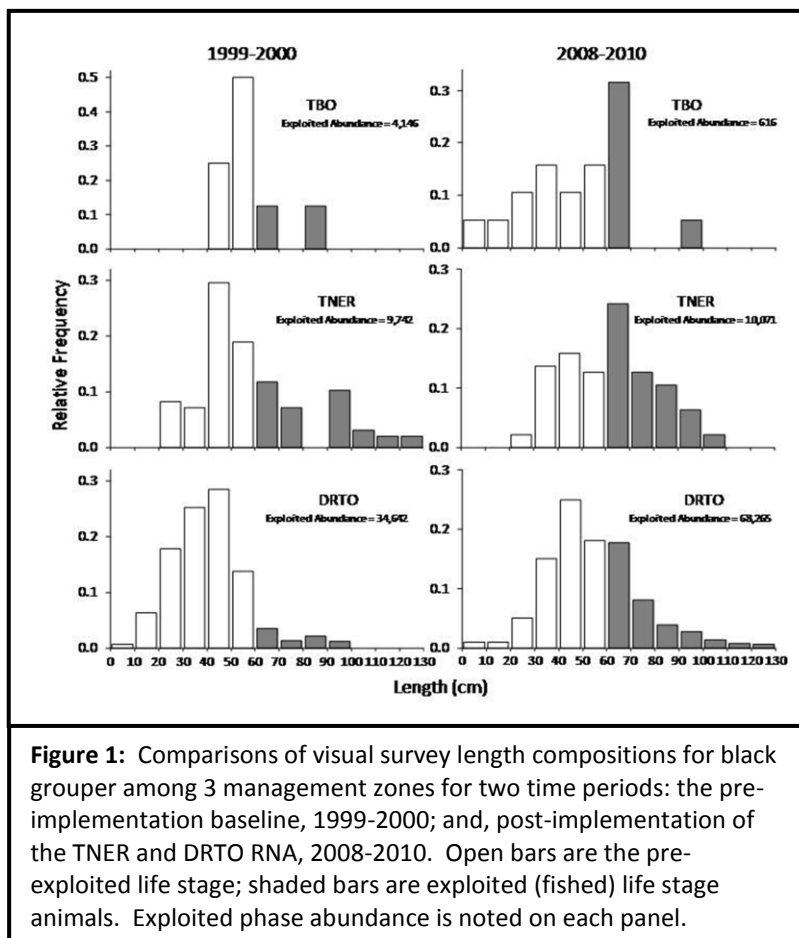 1999-2000
2008-2010
TBO
Exploited Abundance = 4,146
0.5
0.4
0.3
0.2
0.1
0.0
TBO
Exploited Abundance = 616
0.3
0.2
0.1
0.0
TNER
Exploited Abundance = 9,742
0.3
0.2
0.1
0.0
TNER
Exploited Abundance = 10,071
0.3
0.2
0.1
0.0
Relative Frequency
DRTO
Exploited Abundance = 34,642
0.3
0.2
0.1
0.0
0 10 20 30 40 50 60 70 80 90 100 110 120 130
DRTO
Exploited Abundance = 68,265
0.3
0.2
0.1
0.0
0 10 20 30 40 50 60 70 80 90 100 110 120 130
Length (cm)
Figure 1: Comparisons of visual survey length compositions for black
grouper among 3 management zones for two time periods: the pre-
implementation baseline, 1999-2000; and, post-implementation of
the TNER and DRTO RNA, 2008-2010. Open bars are the pre-
exploited life stage; shaded bars are exploited (fished) life stage
animals. Exploited phase abundance is noted on each panel.